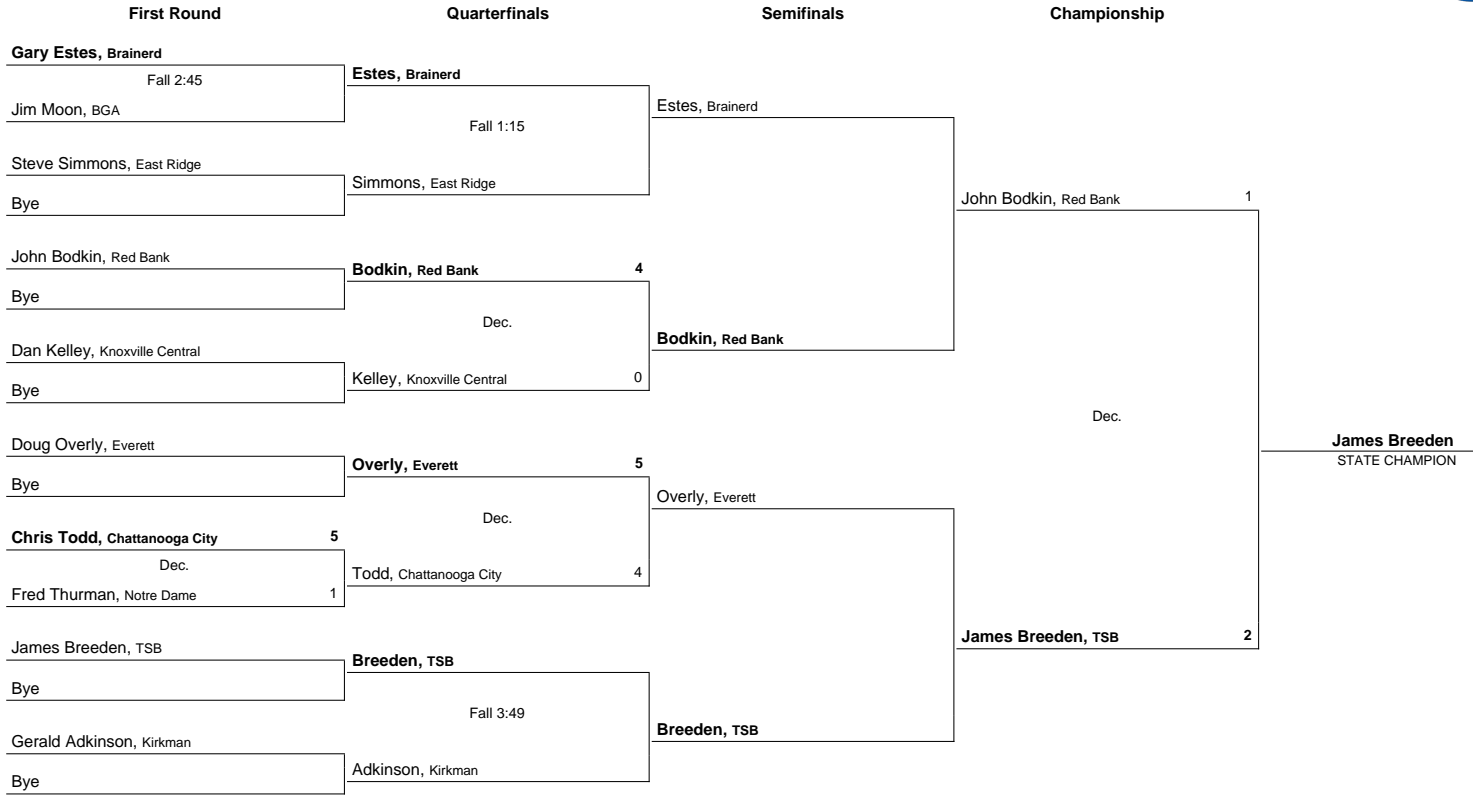 First Round Quarterfinals Semifinals Championship
Gary Estes, Brainerd
Fall 2:45
Jim Moon, BGA
Steve Simmons, East Ridge
Bye
John Bodkin, Red Bank
Bye
Dan Kelley, Knoxville Central
Bye
Doug Overly, Everett
Bye
Chris Todd, Chattanooga City 5
Dec.
Fred Thurman, Notre Dame 1
James Breeden, TSB
Bye
Gerald Adkinson, Kirkman
Bye
Estes, Brainerd
Fall 1:15
Simmons, East Ridge
Bodkin, Red Bank 4
Dec.
Kelley, Knoxville Central 0
Overly, Everett 5
Dec.
Todd, Chattanooga City 4
Breeden, TSB
Fall 3:49
Adkinson, Kirkman
Estes, Brainerd
Bodkin, Red Bank
Overly, Everett
Breeden, TSB
John Bodkin, Red Bank 1
Dec.
James Breeden, TSB 2
James Breeden
STATE CHAMPION